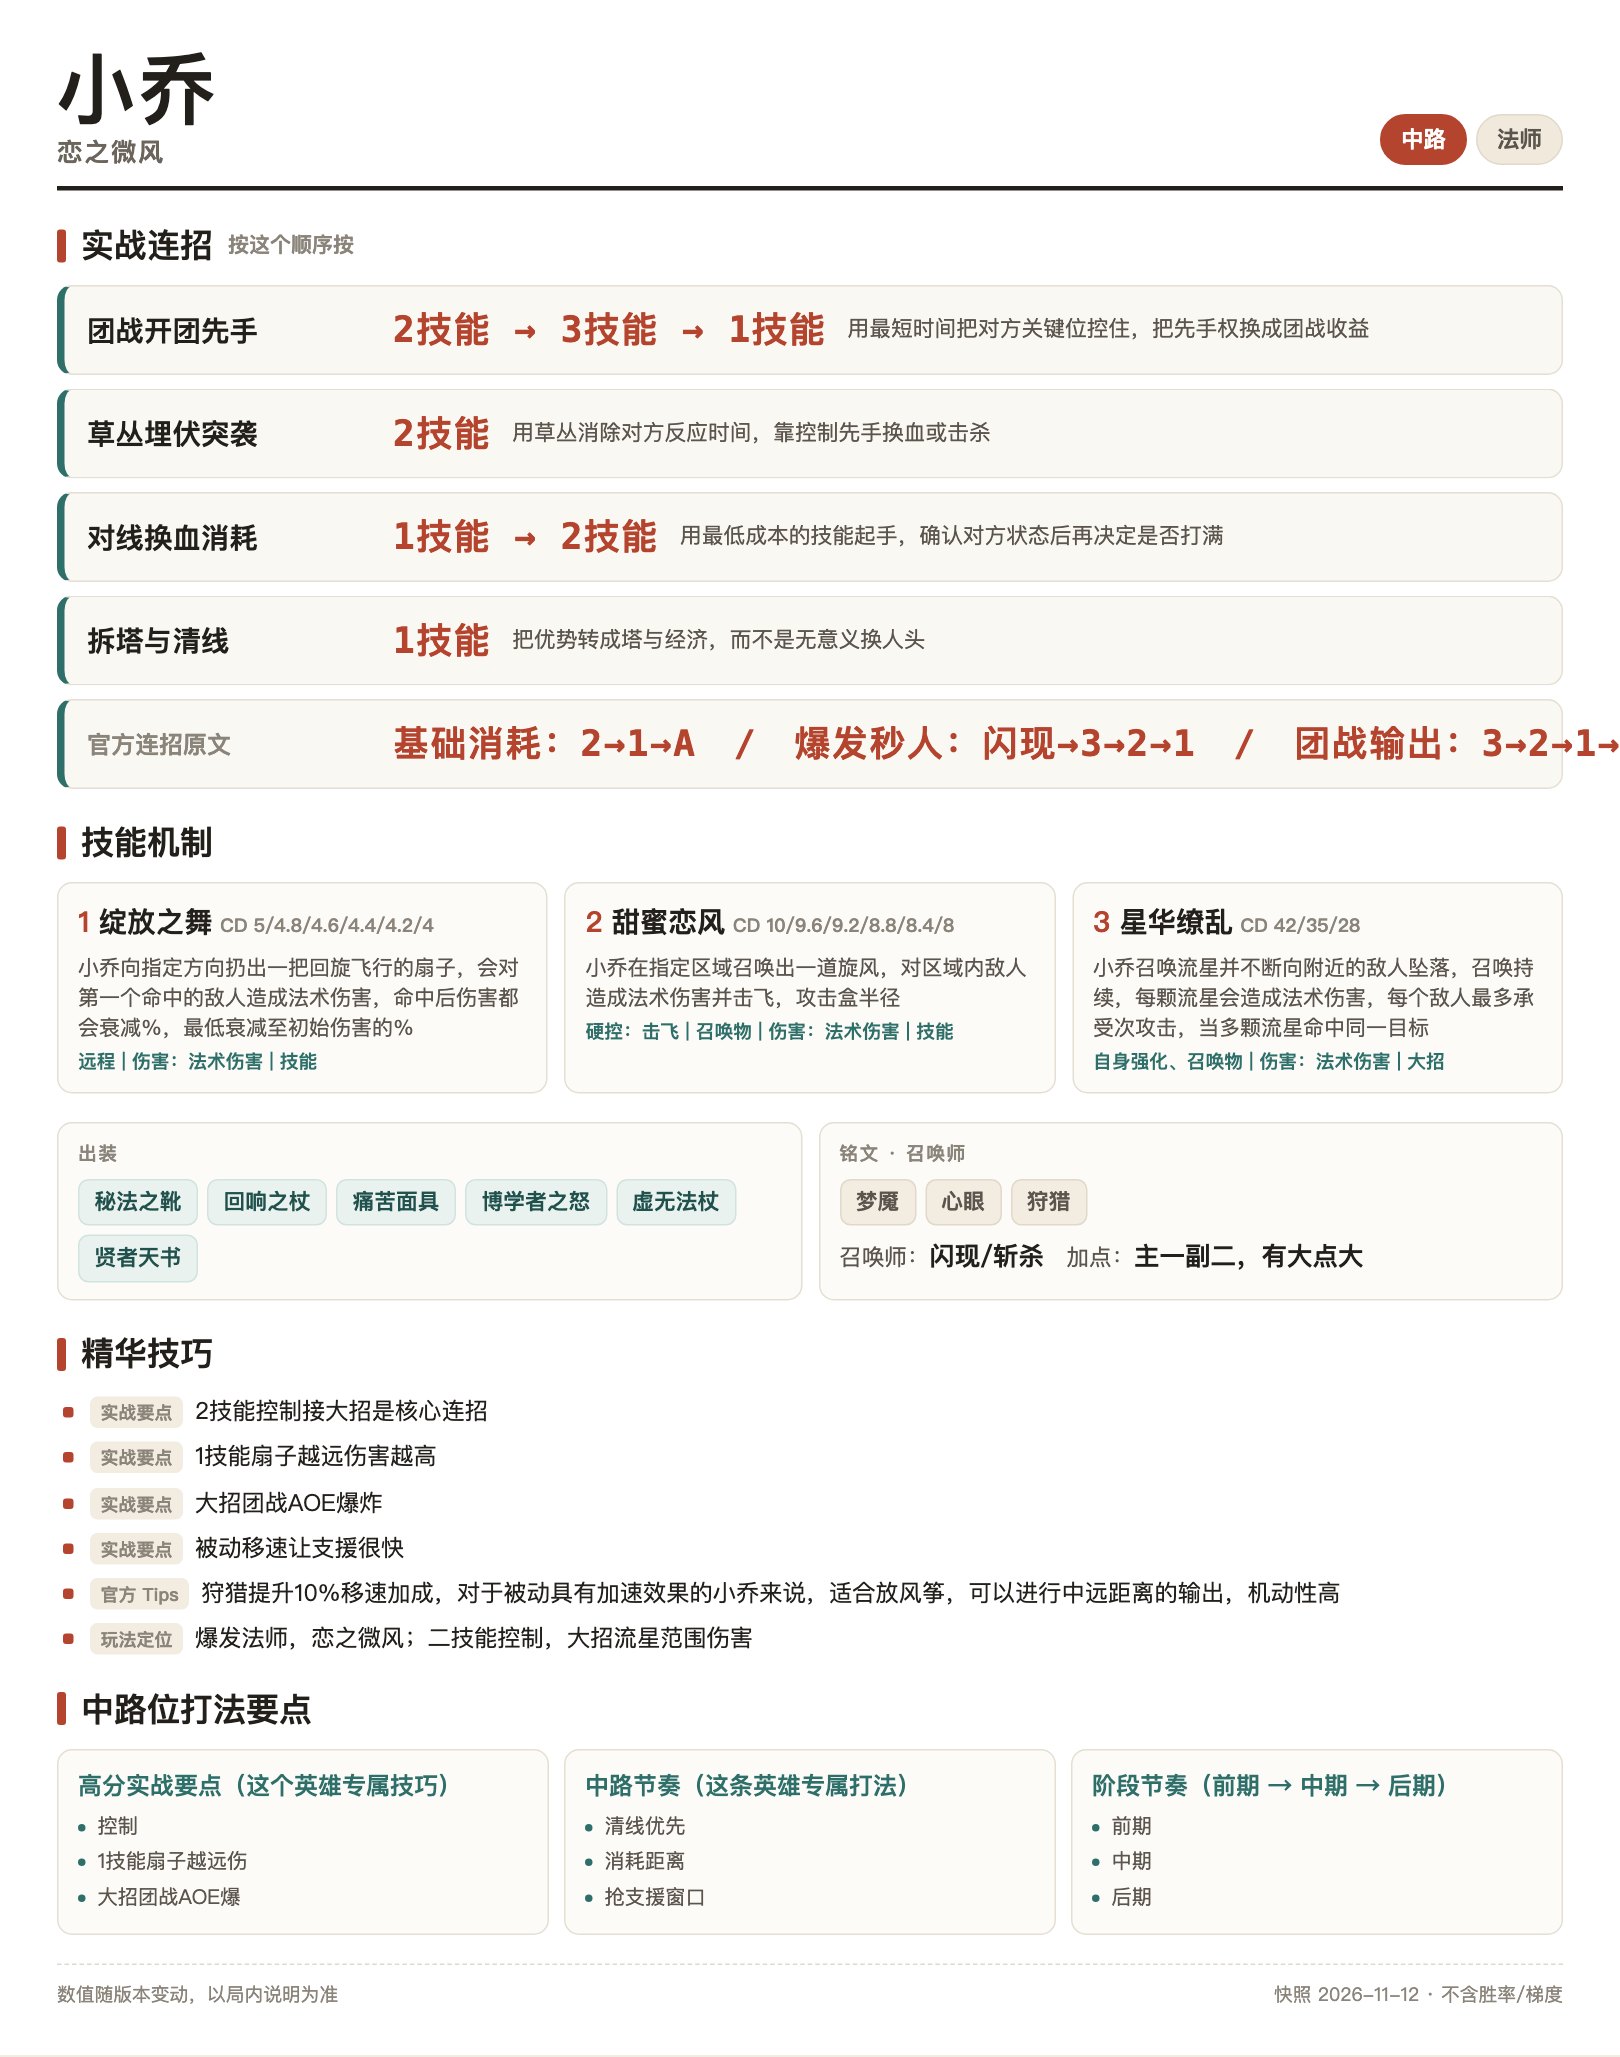 小乔
恋之微风
中路
法师
实战连招 按这个顺序按
团战开团先手 2技能 → 3技能 → 1技能 用最短时间把对方关键位控住，把先手权换成团战收益
草丛埋伏突袭 2技能 用草丛消除对方反应时间，靠控制先手换血或击杀
对线换血消耗 1技能 → 2技能 用最低成本的技能起手，确认对方状态后再决定是否打满
拆塔与清线 1技能 把优势转成塔与经济，而不是无意义换人头
官方连招原文 基础消耗：2→1→A / 爆发秒人：闪现→3→2→1 / 团战输出：3→2→1→
技能机制
1 绽放之舞 CD 5/4.8/4.6/4.4/4.2/4
小乔向指定方向扔出一把回旋飞行的扇子，会对
第一个命中的敌人造成法术伤害，命中后伤害都
会衰减%，最低衰减至初始伤害的%
远程 | 伤害：法术伤害 | 技能
2 甜蜜恋风 CD 10/9.6/9.2/8.8/8.4/8
小乔在指定区域召唤出一道旋风，对区域内敌人
造成法术伤害并击飞，攻击盒半径
硬控：击飞 | 召唤物 | 伤害：法术伤害 | 技能
3 星华缭乱 CD 42/35/28
小乔召唤流星并不断向附近的敌人坠落，召唤持
续，每颗流星会造成法术伤害，每个敌人最多承
受次攻击，当多颗流星命中同一目标
自身强化、召唤物 | 伤害：法术伤害 | 大招
出装
秘法之靴 回响之杖 痛苦面具 博学者之怒 虚无法杖
贤者天书
铭文 · 召唤师
梦魇 心眼 狩猎
召唤师：闪现/斩杀 加点：主一副二，有大点大
精华技巧
实战要点 2技能控制接大招是核心连招
实战要点 1技能扇子越远伤害越高
实战要点 大招团战AOE爆炸
实战要点 被动移速让支援很快
官方 Tips 狩猎提升10%移速加成，对于被动具有加速效果的小乔来说，适合放风筝，可以进行中远距离的输出，机动性高
玩法定位 爆发法师，恋之微风；二技能控制，大招流星范围伤害
中路位打法要点
高分实战要点（这个英雄专属技巧）
控制
1技能扇子越远伤
大招团战AOE爆
中路节奏（这条英雄专属打法）
清线优先
消耗距离
抢支援窗口
阶段节奏（前期 → 中期 → 后期）
前期
中期
后期
数值随版本变动，以局内说明为准
快照 2026-11-12 · 不含胜率/梯度